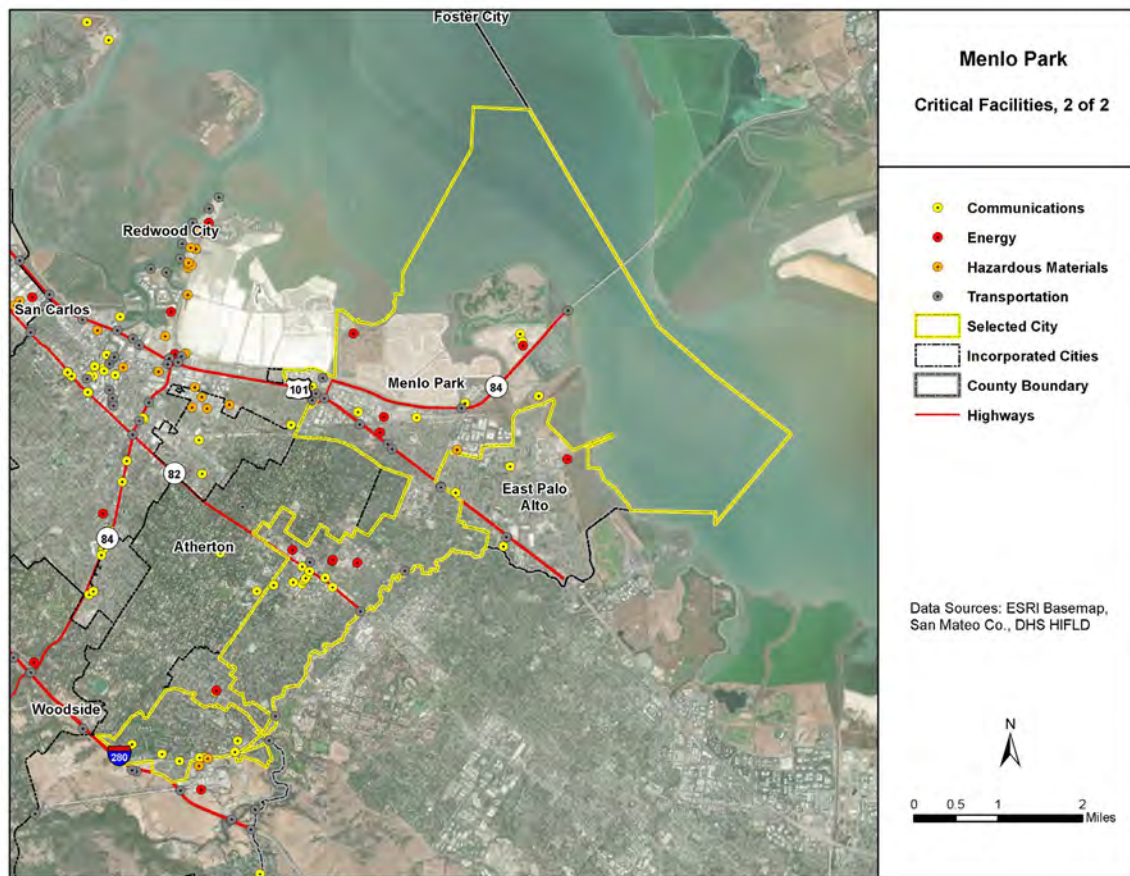 Foster City
Menlo Park
Critical Facilities, 2 of 2
Communications
Energy
Hazardous Materials
Transportation
Selected City
Incorporated Cities
County Boundary
Highways
Redwood City
San Carlos
Menlo Park
84
101
82
East Palo
Alto
84
Atherton
Woodside
280
Data Sources: ESRI Basemap,
San Mateo Co., DHS HIFLD
N
0 0.5 1 2
Miles